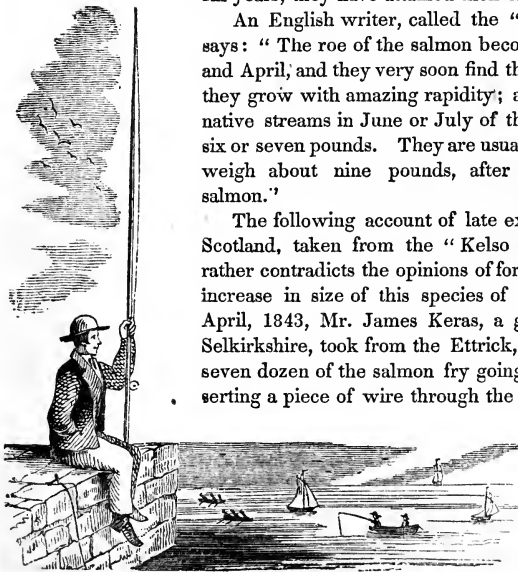 An English writer, called the "
says: " The roe of the salmon beco
and April, and they very soon find th
they grow with amazing rapidity; a
native streams in June or July of th
six or seven pounds. They are usua
weigh about nine pounds, after
salmon."
The following account of late ex
Scotland, taken from the " Kelso
rather contradicts the opinions of for
increase in size of this species of
April, 1843, Mr. James Keras, a g
Selkirkshire, took from the Ettrick,
seven dozen of the salmon fry going
serting a piece of wire through the